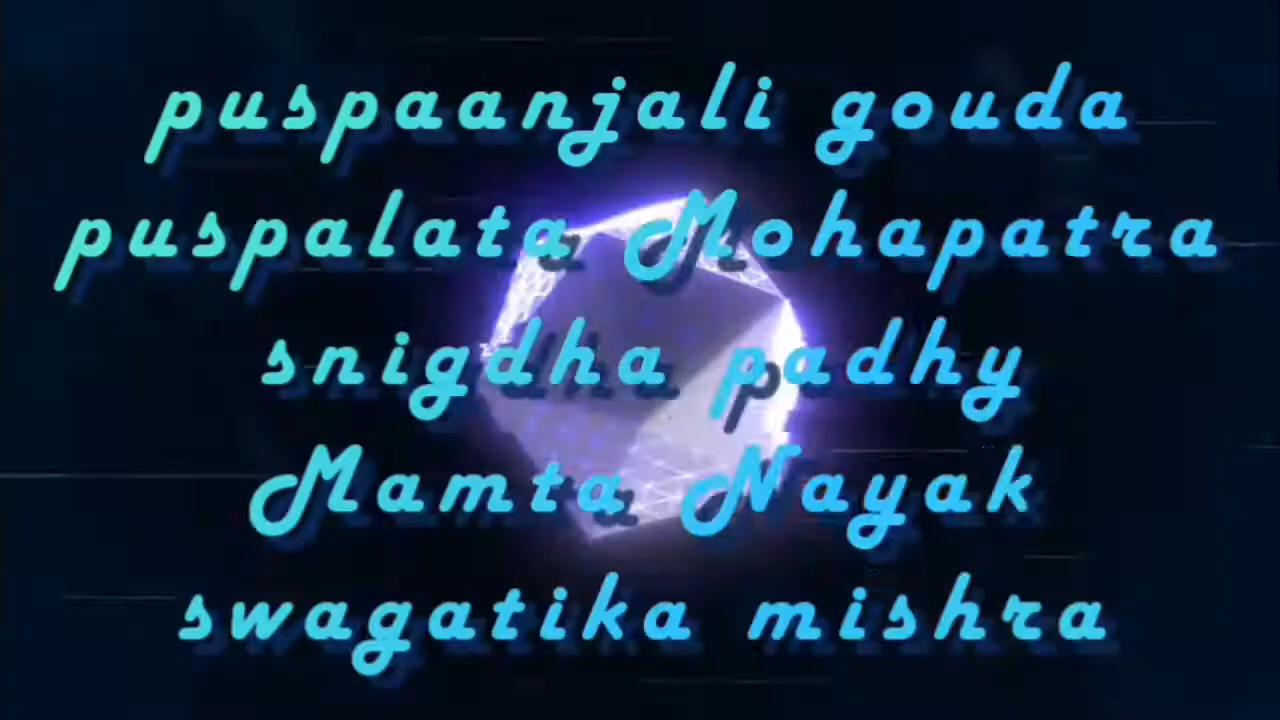 puspaanjali gouda
puspalata Mohapatra
snigdha padhy
Mamta Nayak
swagatika mishra